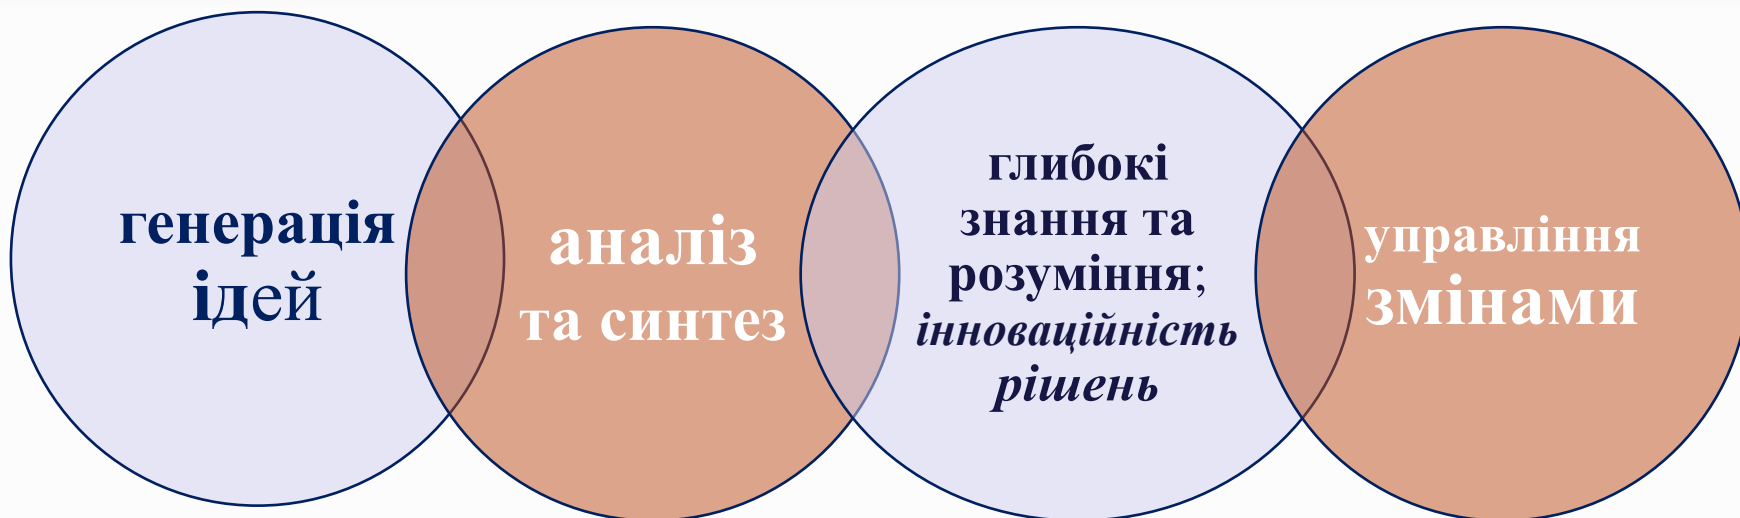 генерація
ідей
аналіз
та синтез
глибокі
знання та
розуміння;
інноваційність
рішень
управління
змінами